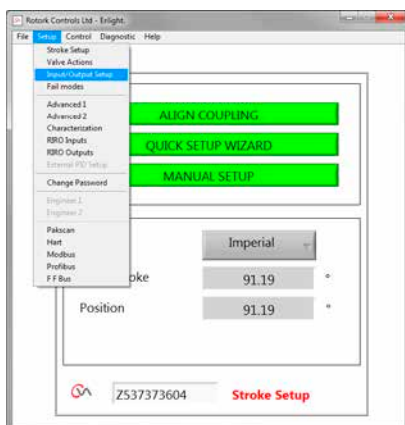 Rotork Controls Ltd - Enlight.
File Setup Control Diagnostic Help
Stroke Setup
Valve Actions
Input/Output Setup
Fail modes
Advanced 1
Advanced 2
Characterization
RIRO Inputs
RIRO Outputs
External PID Setup
Change Password
Engineer 1
Engineer 2
Pakscan
Hart
Modbus
Profibus
F F Bus
ALIGN COUPLING
QUICK SETUP WIZARD
MANUAL SETUP
Imperial
oke 91.19 °
Position 91.19 °
ZS37373604 Stroke Setup